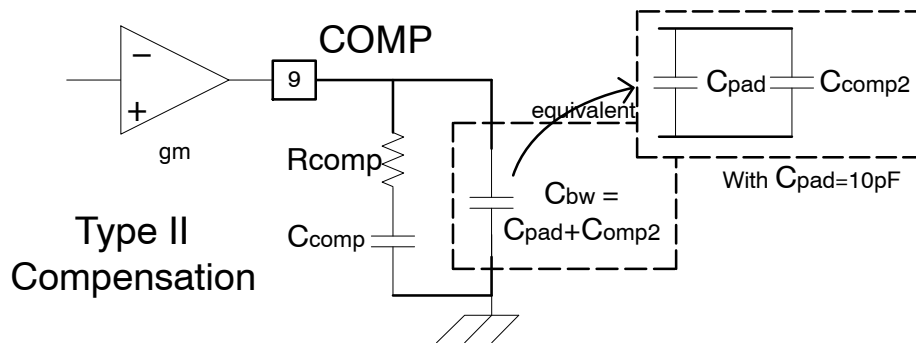 COMP
9
gm
Rcomp
Ccomp
Type II
Compensation
equivalent
Cbw =
Cpad+Comp2
Cpad
Ccomp2
With Cpad=10pF